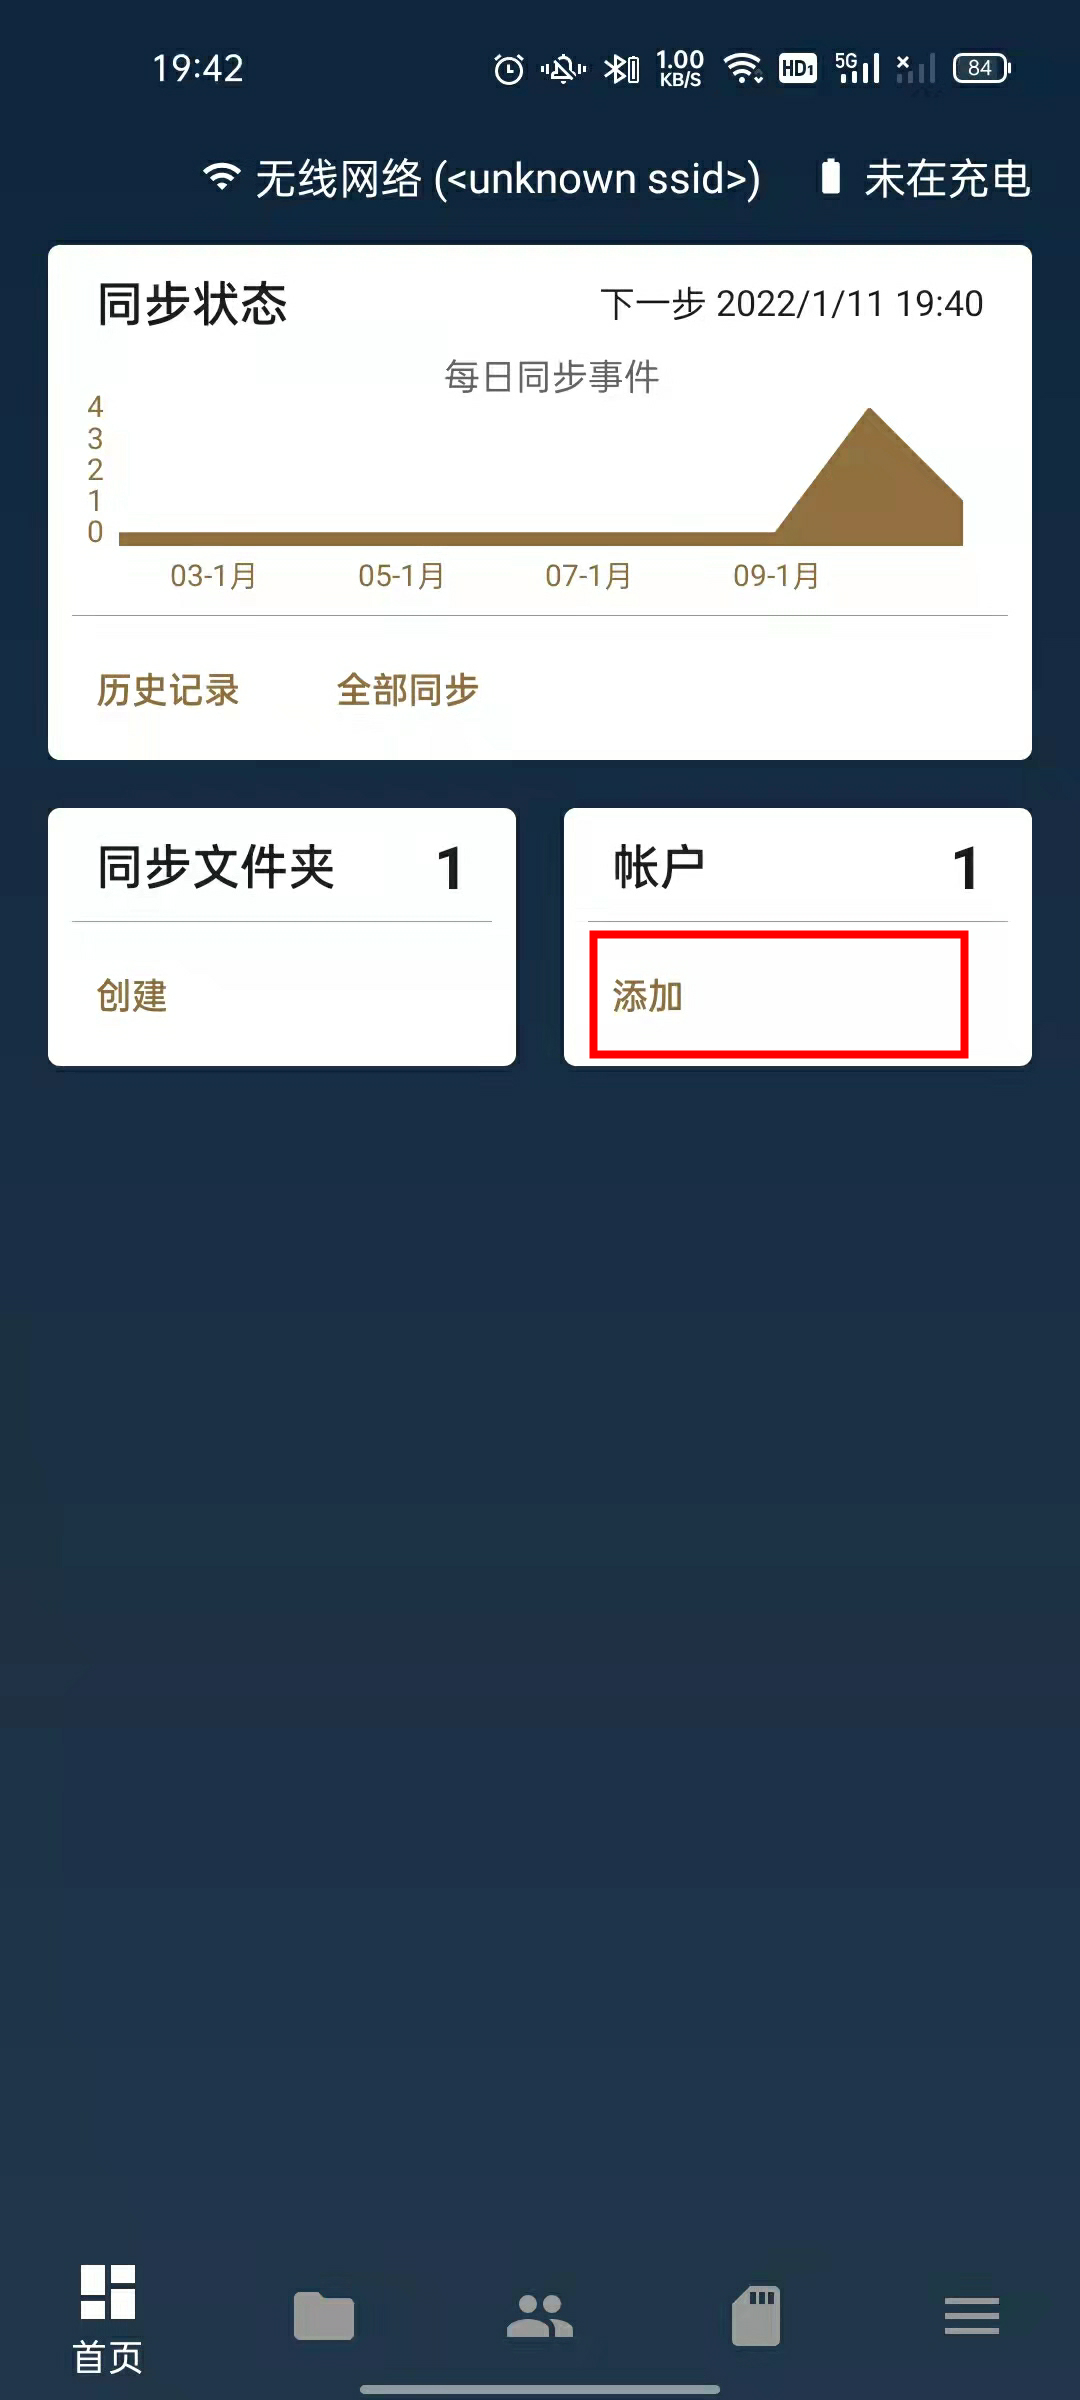 19:42
1.00 KB/S HD1 5G 84
无线网络 (<unknown ssid>) 未在充电
同步状态 下一步 2022/1/11 19:40
每日同步事件
4
3
2
1
0
03-1月 05-1月 07-1月 09-1月
历史记录 全部同步
同步文件夹 1
创建
帐户 1
添加
首页